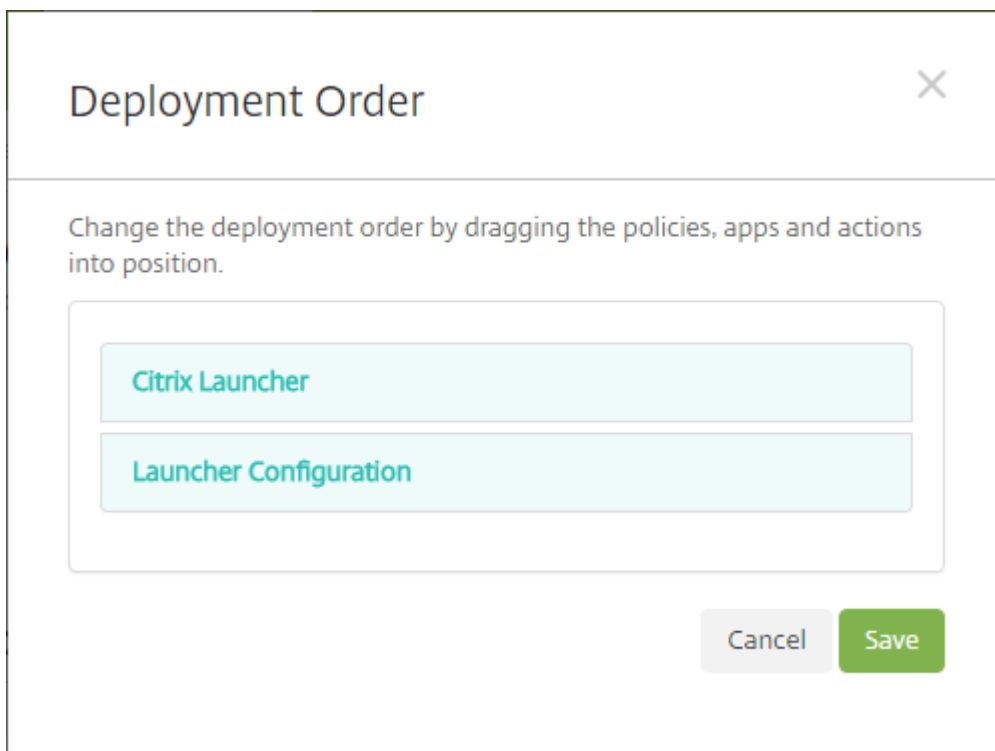 Deployment Order
Change the deployment order by dragging the policies, apps and actions
into position.
Citrix Launcher
Launcher Configuration
Cancel
Save